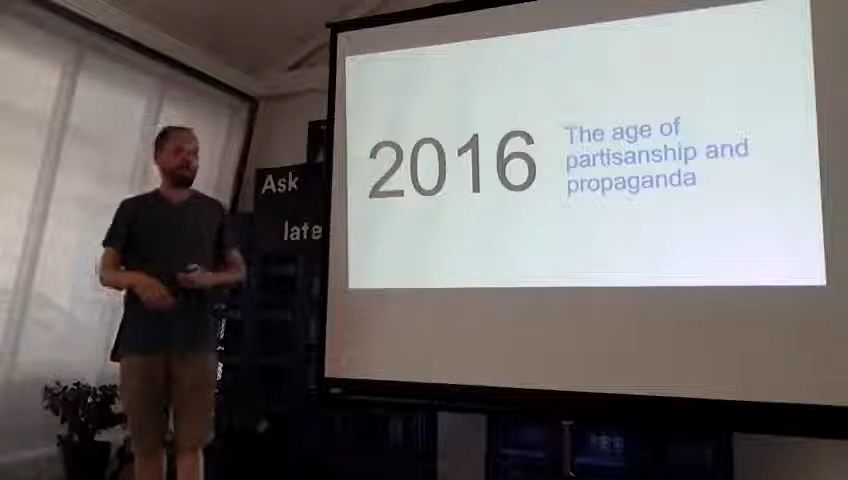 Ask
late
2016
The age of
partisanship and
propaganda